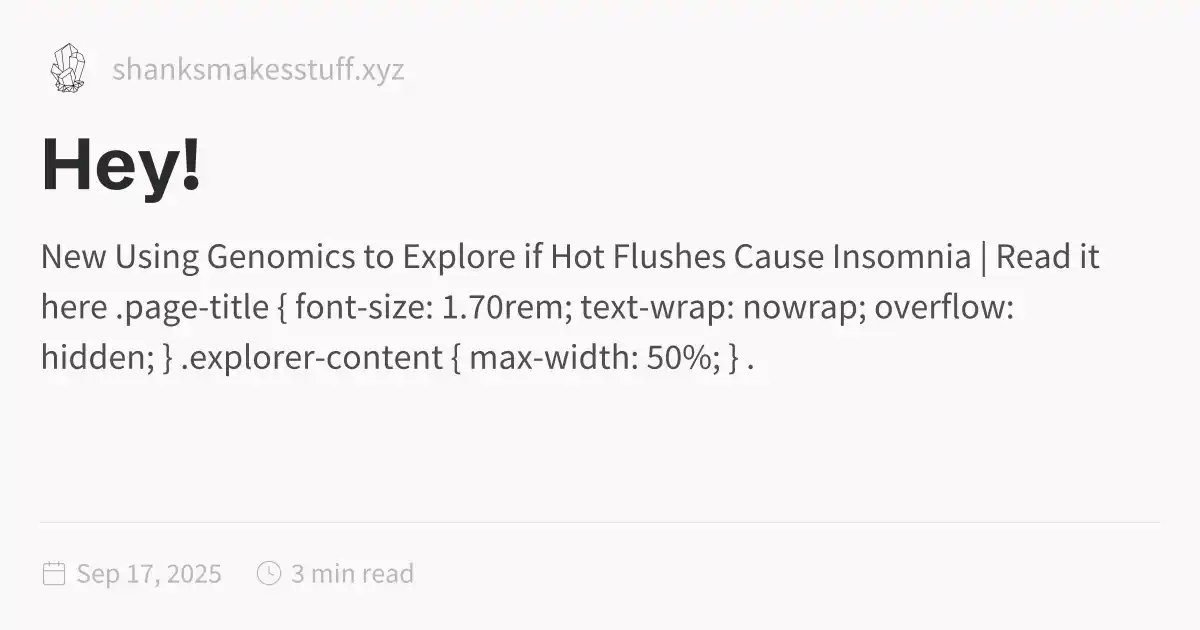 shanksmakesstuff.xyz
Hey!
New Using Genomics to Explore if Hot Flushes Cause Insomnia | Read it
here .page-title { font-size: 1.70rem; text-wrap: nowrap; overflow:
hidden; } .explorer-content { max-width: 50%; } .
Sep 17, 2025 3 min read